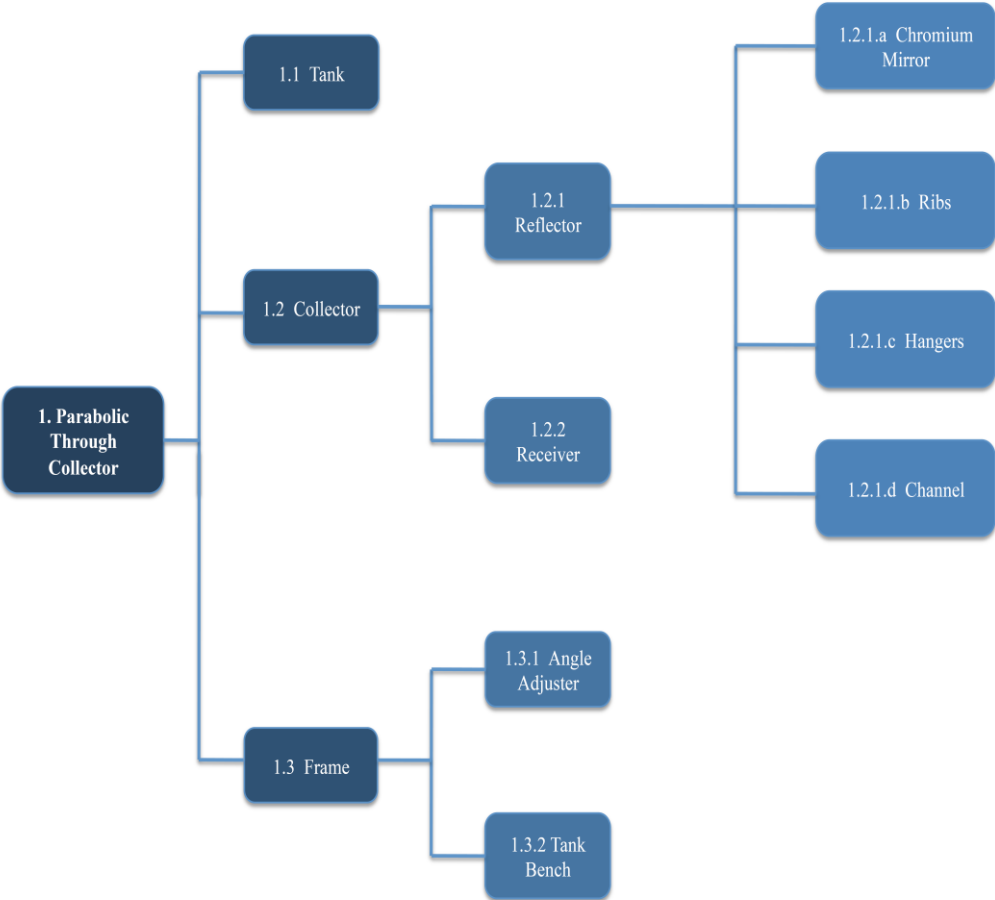 1. Parabolic
Through
Collector
1.1 Tank
1.2 Collector
1.2.1
Reflector
1.2.1.a Chromium
Mirror
1.2.1.b Ribs
1.2.1.c Hangers
1.2.1.d Channel
1.2.2
Receiver
1.3 Frame
1.3.1 Angle
Adjuster
1.3.2 Tank
Bench